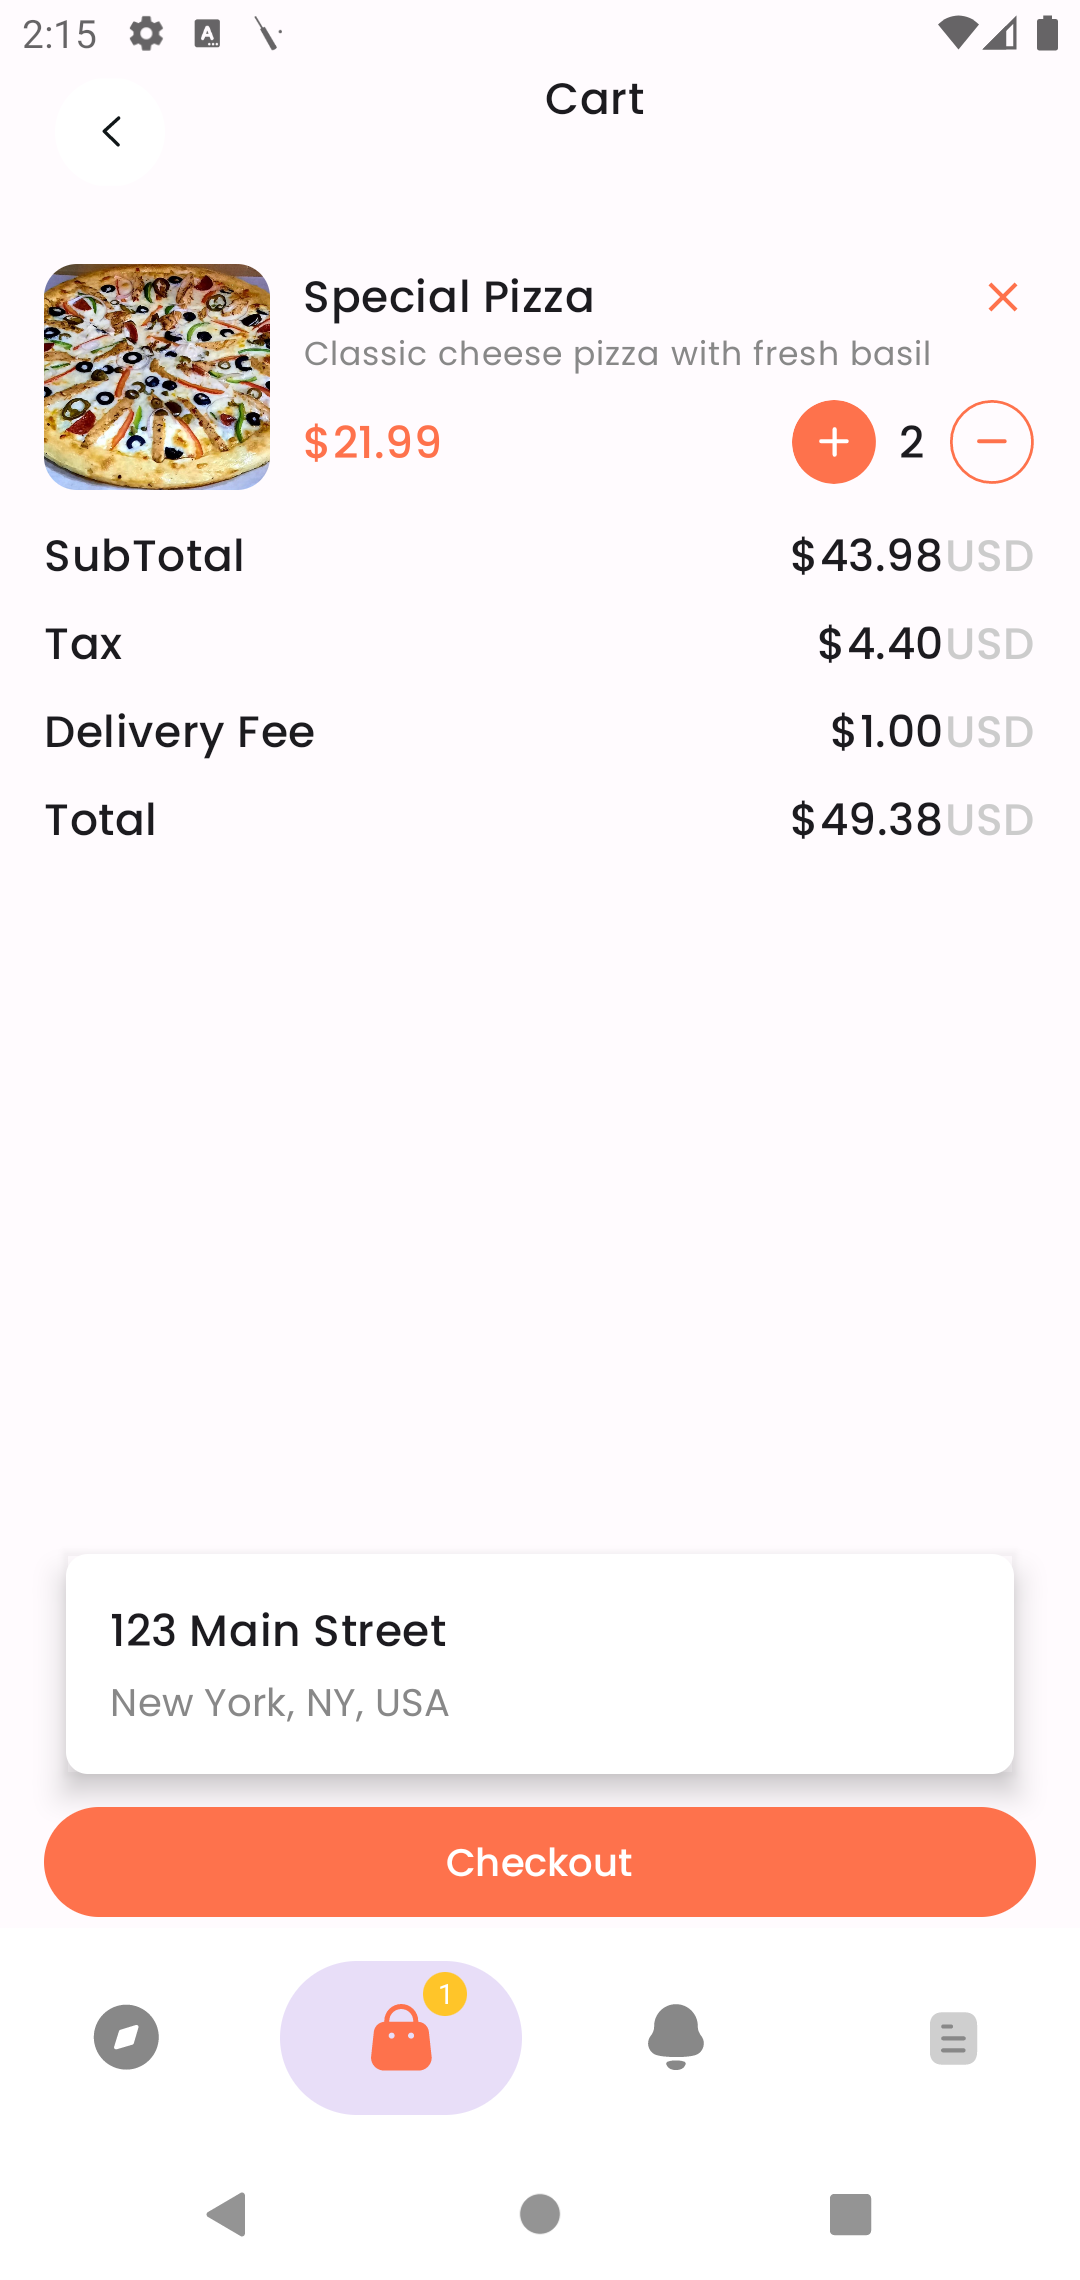 2:15
Cart
Special Pizza
Classic cheese pizza with fresh basil
$21.99
2
SubTotal $43.98USD
Tax $4.40USD
Delivery Fee $1.00USD
Total $49.38USD
123 Main Street
New York, NY, USA
Checkout
1